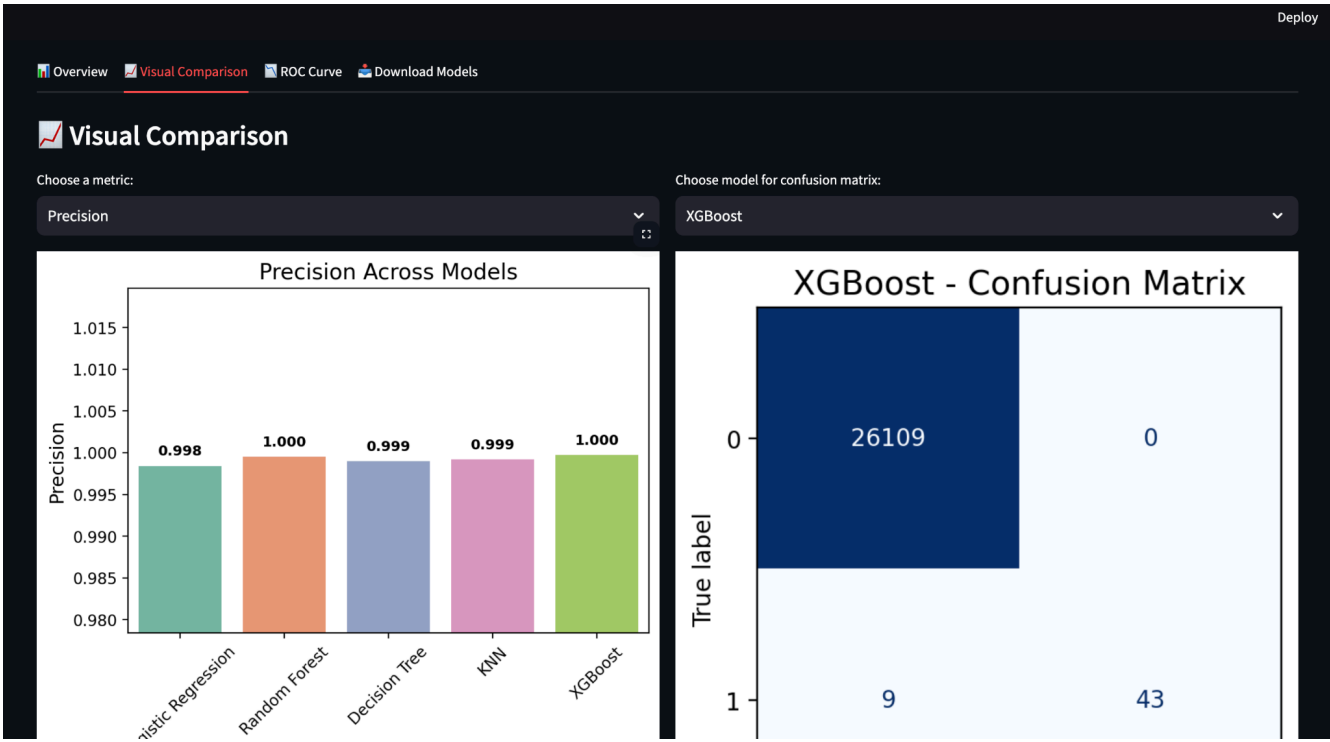 Deploy
📊 Overview 📈 Visual Comparison 📉 ROC Curve 📥 Download Models
📈 Visual Comparison
Choose a metric:
Precision
Choose model for confusion matrix:
XGBoost
Precision Across Models
Precision
1.015
1.010
1.005
1.000
0.995
0.990
0.985
0.980
0.998
1.000
0.999
0.999
1.000
gistic Regression
Random Forest
Decision Tree
KNN
XGBoost
XGBoost - Confusion Matrix
True label
0
26109 0
1
9 43